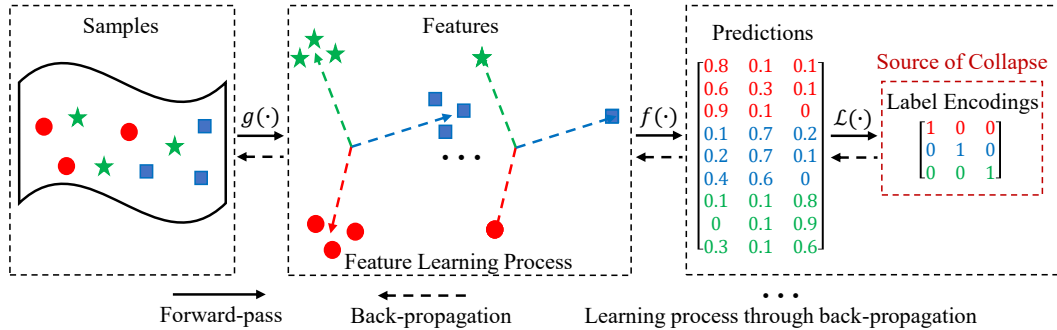 Samples
Features
Predictions
Source of Collapse
Label Encodings
g(·)
f(·)
ℒ(·)
0.8 0.1 0.1
0.6 0.3 0.1
0.9 0.1 0
0.1 0.7 0.2
0.2 0.7 0.1
0.4 0.6 0
0.1 0.1 0.8
0 0.1 0.9
0.3 0.1 0.6
1 0 0
0 1 0
0 0 1
Feature Learning Process
Forward-pass
Back-propagation
Learning process through back-propagation